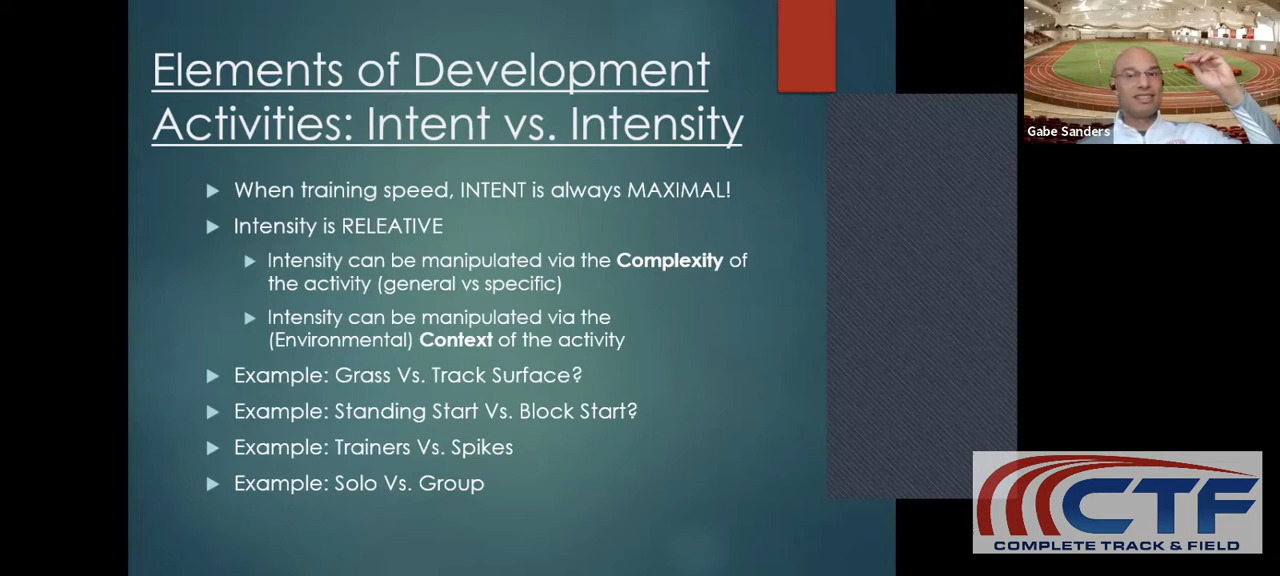 Elements of Development
Activities: Intent vs. Intensity
When training speed, INTENT is always MAXIMAL!
Intensity is RELEATIVE
Intensity can be manipulated via the Complexity of
the activity (general vs specific)
Intensity can be manipulated via the
(Environmental) Context of the activity
Example: Grass Vs. Track Surface?
Example: Standing Start Vs. Block Start?
Example: Trainers Vs. Spikes
Example: Solo Vs. Group
Gabe Sanders
CTF
COMPLETE TRACK & FIELD